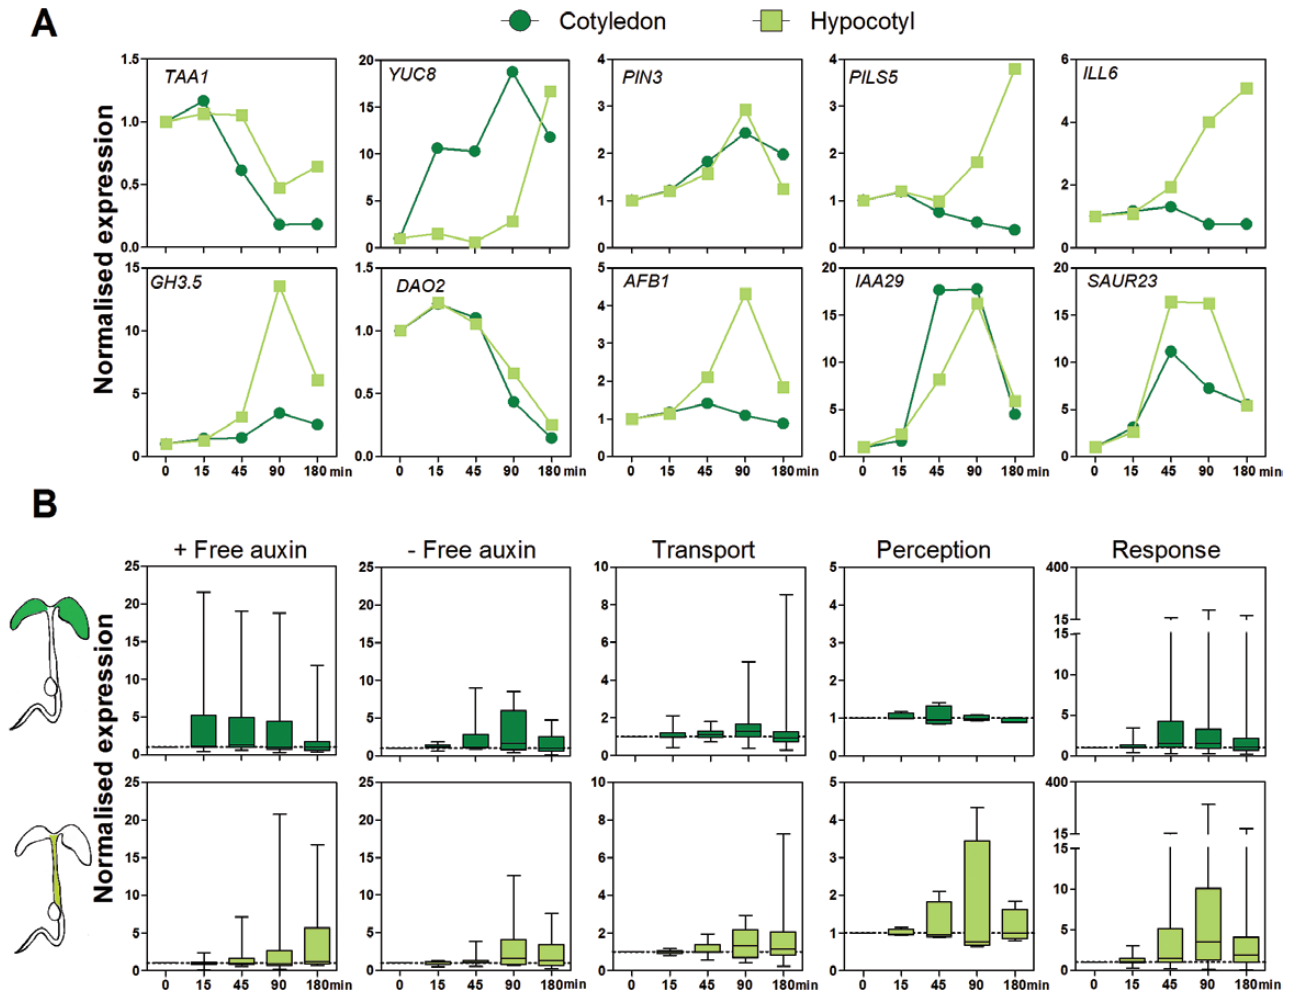 A
Cotyledon Hypocotyl
Normalised expression
TAA1 YUC8 PIN3 PILS5 ILL6
1.5 20 4 4 6
1.0 15 3 3 4
0.5 10 2 2 2
0.0 5 1 1 0
0 0 0
GH3.5 DAO2 AFB1 IAA29 SAUR23
15 1.5 5 20 20
10 1.0 4 15 15
5 0.5 3 10 10
0 0.0 2 5 5
1 0 0
0
0 15 45 90 180 min 0 15 45 90 180 min 0 15 45 90 180 min 0 15 45 90 180 min 0 15 45 90 180 min
B
+ Free auxin - Free auxin Transport Perception Response
Normalised expression
25 25 10 5 400
20 20 8 4 15
15 15 6 3 15
10 10 4 2 10
5 5 2 1 5
0 0 0 0 0
25 25 10 5 400
20 20 8 4 15
15 15 6 3 15
10 10 4 2 10
5 5 2 1 5
0 0 0 0 0
0 15 45 90 180min 0 15 45 90 180min 0 15 45 90 180min 0 15 45 90 180min 0 15 45 90 180min